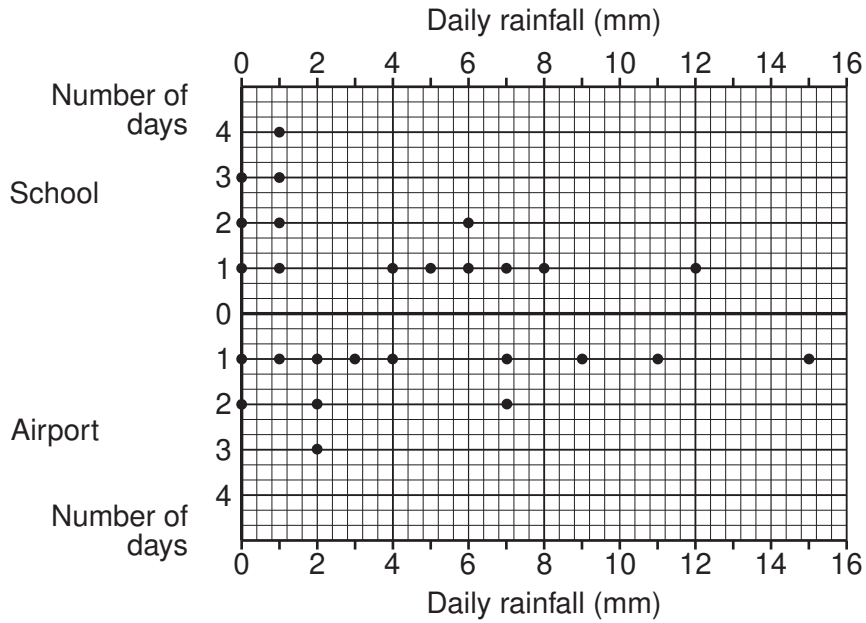 Daily rainfall (mm)
0 2 4 6 8 10 12 14 16
Number of
days
4
3
School
2
1
0
1
2
Airport
3
4
Number of
days
0 2 4 6 8 10 12 14 16
Daily rainfall (mm)